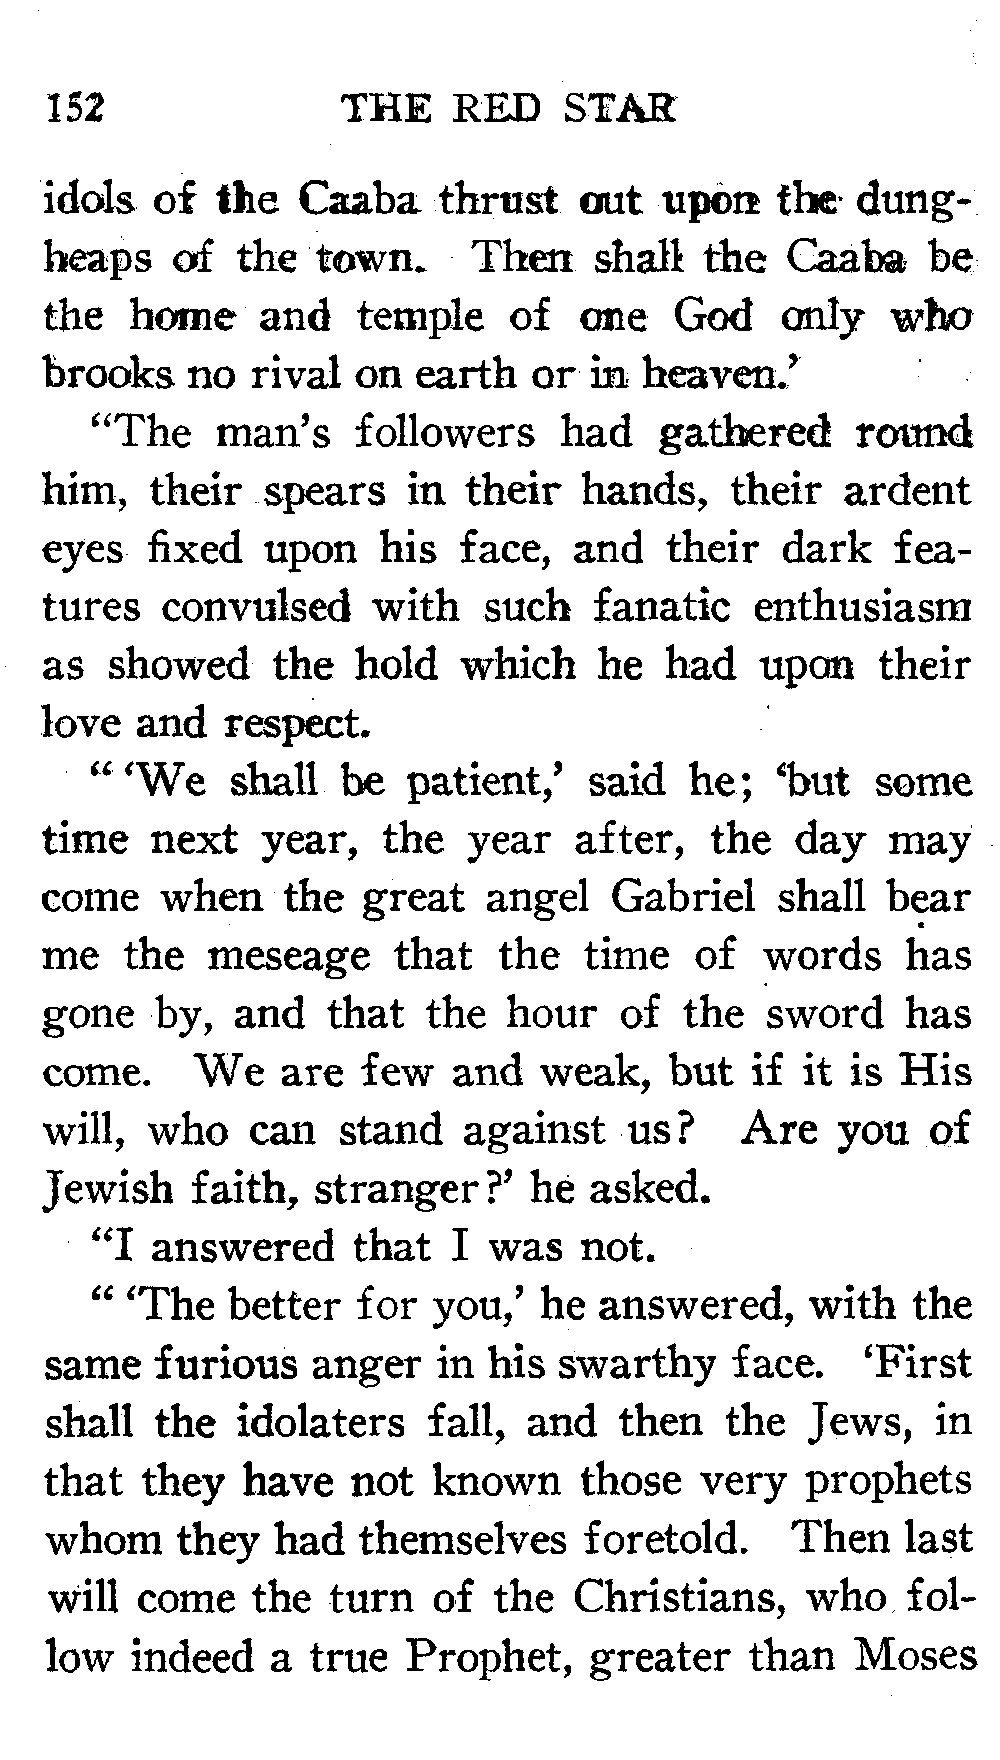 152 THE RED STAR
idols of the Caaba thrust out upon the dung-
heaps of the town. Then shall the Caaba be
the home and temple of one God only who
brooks no rival on earth or in heaven.’
“The man’s followers had gathered round
him, their spears in their hands, their ardent
eyes fixed upon his face, and their dark fea-
tures convulsed with such fanatic enthusiasm
as showed the hold which he had upon their
love and respect.
“ ‘We shall be patient,’ said he; ‘but some
time next year, the year after, the day may
come when the great angel Gabriel shall bear
me the meseage that the time of words has
gone by, and that the hour of the sword has
come. We are few and weak, but if it is His
will, who can stand against us? Are you of
Jewish faith, stranger?’ he asked.
“I answered that I was not.
“ ‘The better for you,’ he answered, with the
same furious anger in his swarthy face. ‘First
shall the idolaters fall, and then the Jews, in
that they have not known those very prophets
whom they had themselves foretold. Then last
will come the turn of the Christians, who fol-
low indeed a true Prophet, greater than Moses